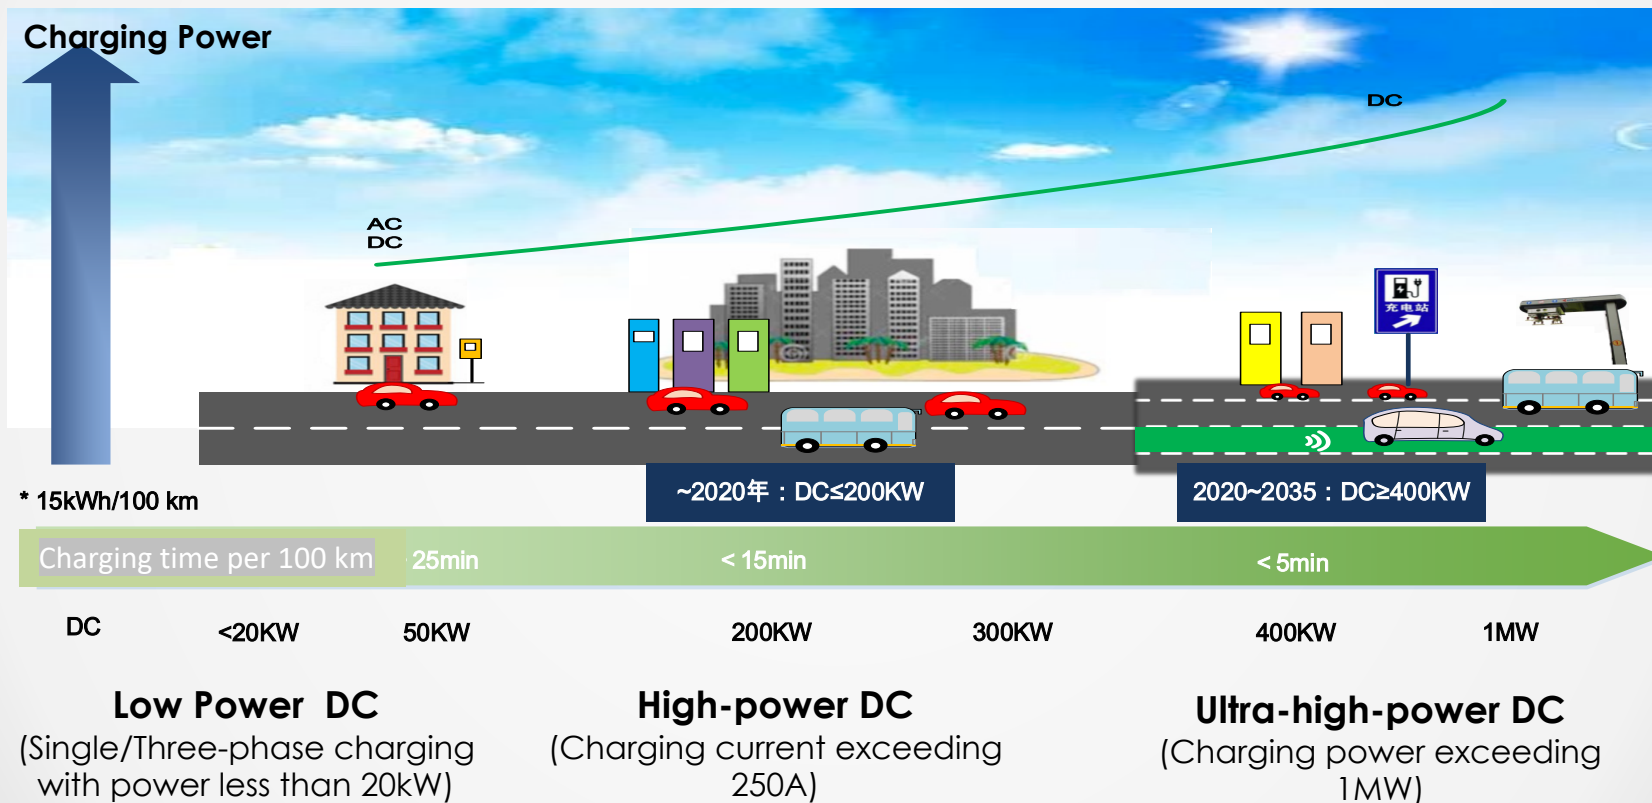 Charging Power
DC
AC
DC
充电站
~2020年：DC≤200KW
2020~2035：DC≥400KW
* 15kWh/100 km
Charging time per 100 km
25min
< 15min
< 5min
DC
<20KW
50KW
200KW
300KW
400KW
1MW
Low Power DC
(Single/Three-phase charging
with power less than 20kW)
High-power DC
(Charging current exceeding
250A)
Ultra-high-power DC
(Charging power exceeding
1MW)